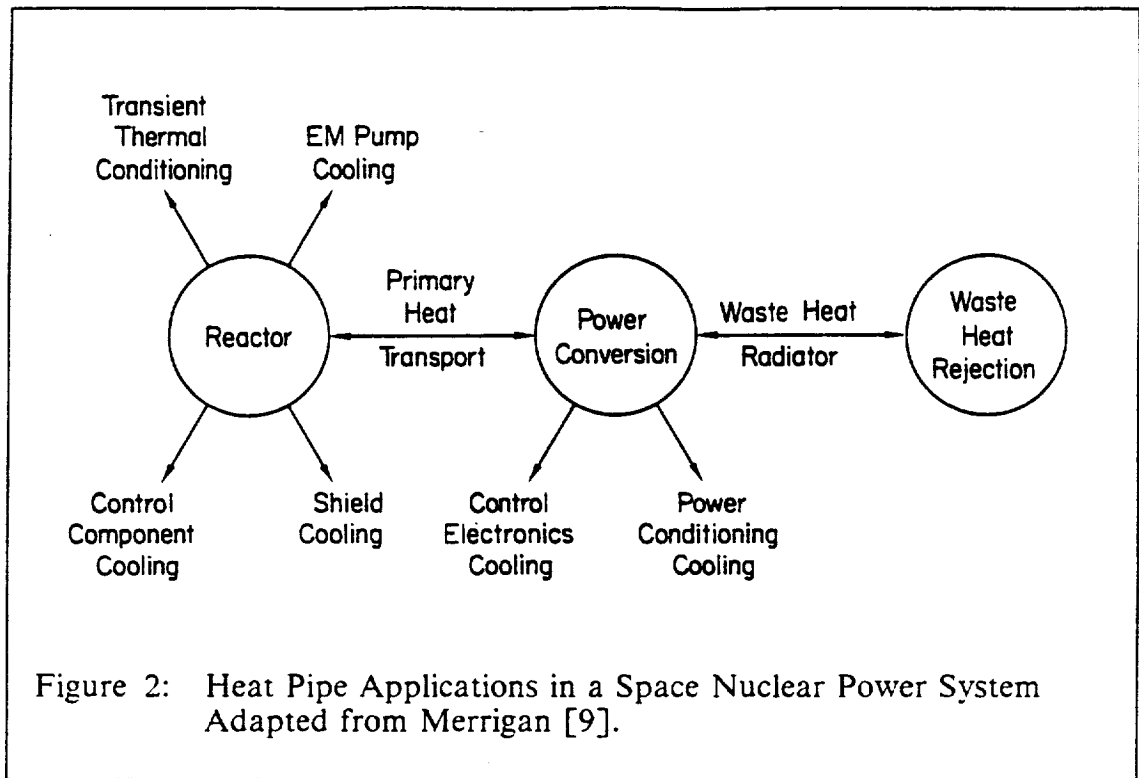 Transient
Thermal
Conditioning
EM Pump
Cooling
Reactor
Primary
Heat
Transport
Power
Conversion
Waste Heat
Radiator
Waste
Heat
Rejection
Control
Component
Cooling
Shield
Cooling
Control
Electronics
Cooling
Power
Conditioning
Cooling
Figure 2: Heat Pipe Applications in a Space Nuclear Power System
Adapted from Merrigan [9].